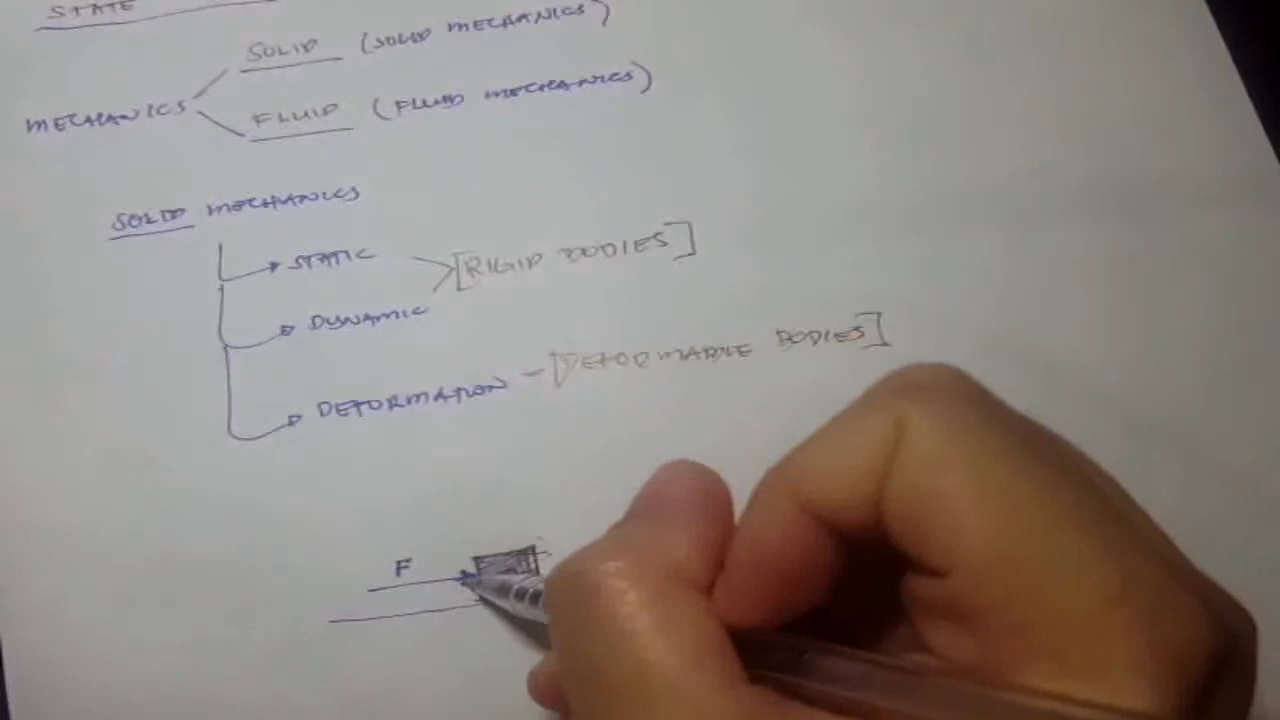 STATE
SOLID (SOLID MECHANICS)
MECHANICS
FLUID (FLUID MECHANICS)
SOLID MECHANICS
STATIC
[RIGID BODIES]
DYNAMIC
DEFORMATION - [DEFORMABLE BODIES]
F